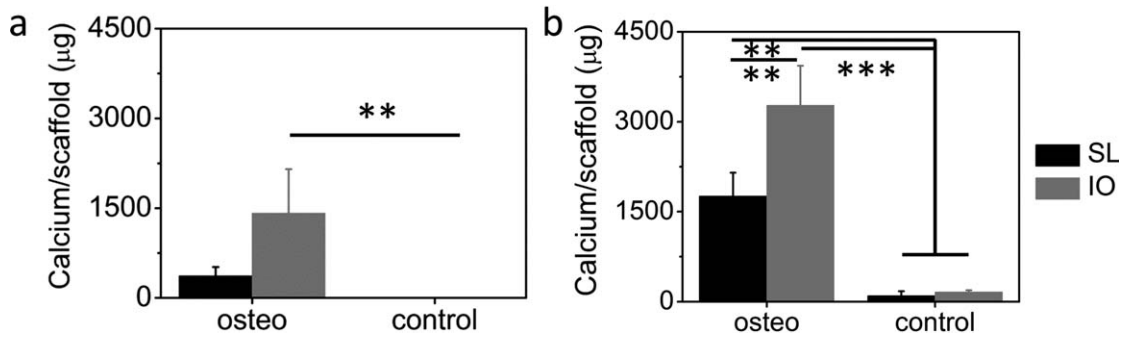 a
Calcium/scaffold (μg)
4500
3000
1500
0
**
osteo
control
b
Calcium/scaffold (μg)
4500
3000
1500
0
**
**
***
osteo
control
SL
IO